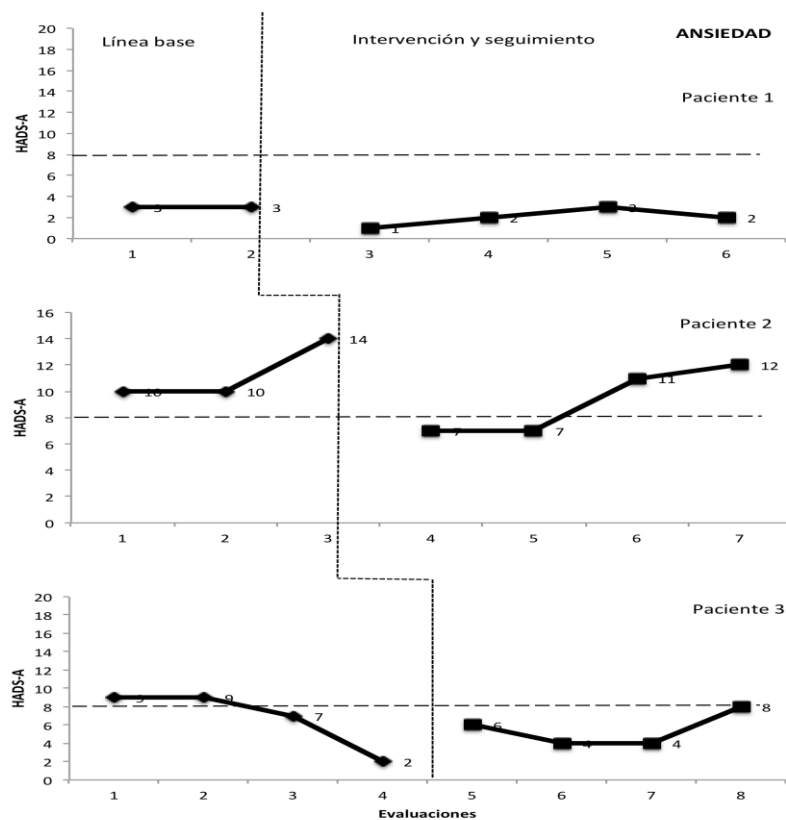 Línea base Intervención y seguimiento ANSIEDAD
Paciente 1
HADS-A
20
18
16
14
12
10
8
6
4
2
0
3 3 1 2 3 2
1 2 3 4 5 6
Paciente 2
HADS-A
16
14
12
10
8
6
4
2
0
10 10 14 7 7 11 12
1 2 3 4 5 6 7
Paciente 3
HADS-A
20
18
16
14
12
10
8
6
4
2
0
9 9 7 2 6 4 4 8
1 2 3 4 5 6 7 8
Evaluaciones